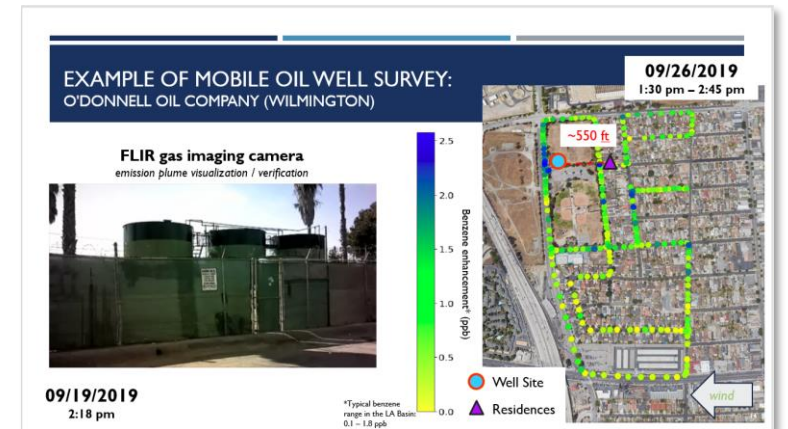 EXAMPLE OF MOBILE OIL WELL SURVEY:
O'DONNELL OIL COMPANY (WILMINGTON)
09/26/2019
1:30 pm – 2:45 pm
FLIR gas imaging camera
emission plume visualization / verification
2.5
2.0
1.5
1.0
0.5
0.0
Benzene enhancement* (ppb)
~550 ft
Well Site
Residences
wind
09/19/2019
2:18 pm
*Typical benzene
range in the LA Basin:
0.1 – 1.8 ppb